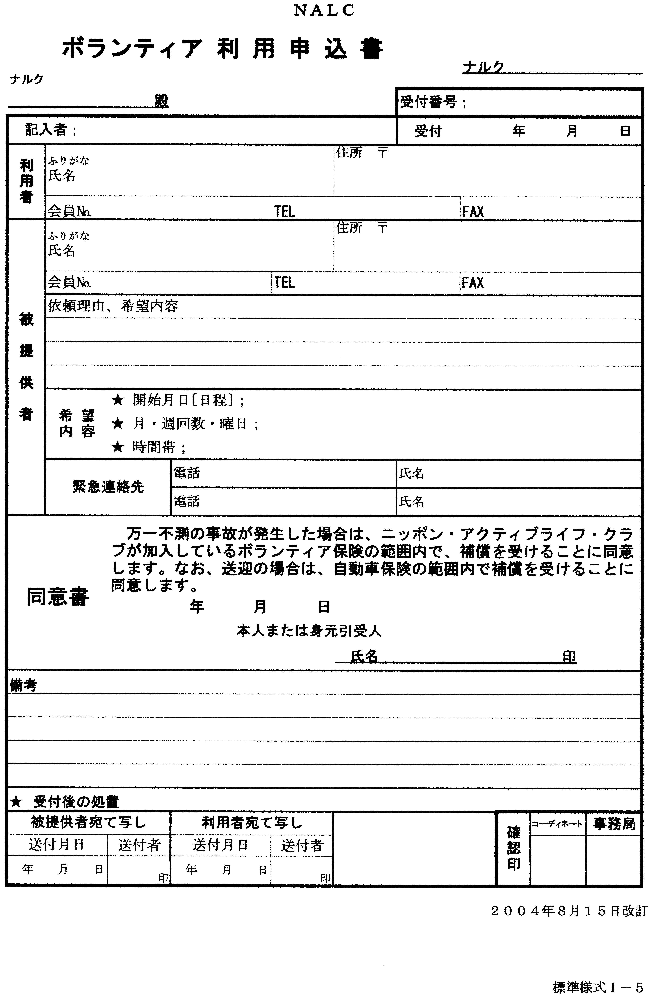 NALC
ボランティア 利 用 申 込 書
ナルク
ナルク
殿
受付番号；
記入者；
受付 年 月 日
利用者
ふりがな
氏名
住所 〒
会員№ TEL FAX
被提供者
ふりがな
氏名
住所 〒
会員№ TEL FAX
依頼理由、希望内容
希望内容
★ 開始月日[日程]；
★ 月・週回数・曜日；
★ 時間帯；
緊急連絡先
電話 氏名
電話 氏名
同意書
万一不測の事故が発生した場合は、ニッポン・アクティブライフ・クラ
ブが加入しているボランティア保険の範囲内で、補償を受けることに同意
します。なお、送迎の場合は、自動車保険の範囲内で補償を受けることに
同意します。
年 月 日
本人または身元引受人
氏名 印
備考
★ 受付後の処置
被提供者宛て写し 利用者宛て写し
送付月日 送付者 送付月日 送付者
年 月 日 印 年 月 日 印
確認印
コーディネート 事務局
２００４年８月１５日改訂
標準様式Ｉ－５